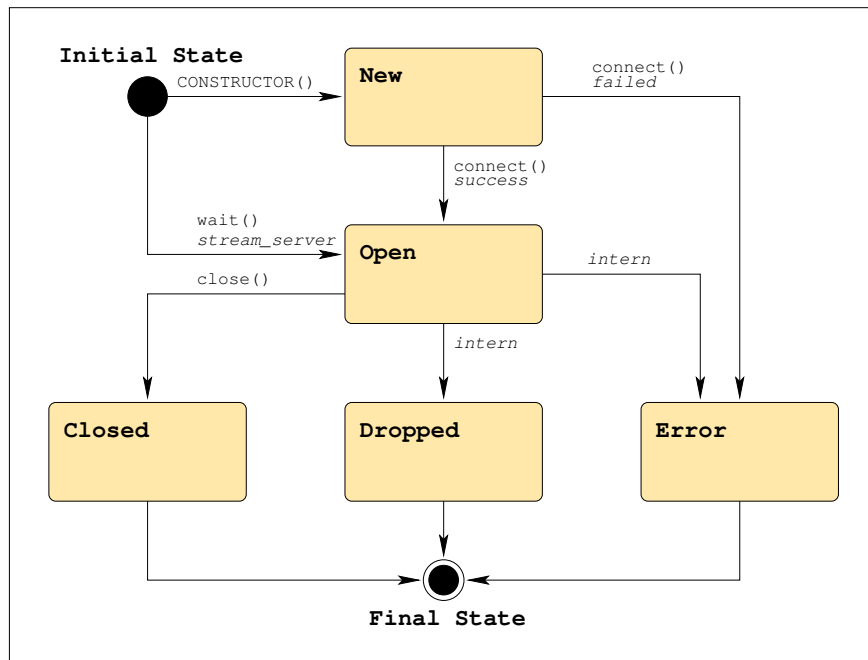 Initial State
CONSTRUCTOR()
New
connect()
failed
connect()
success
wait()
stream_server
Open
intern
close()
intern
Closed
Dropped
Error
Final State